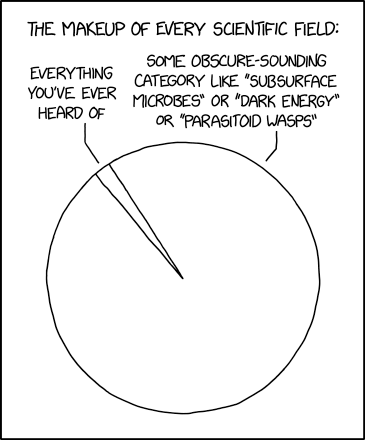 THE MAKEUP OF EVERY SCIENTIFIC FIELD:
EVERYTHING
YOU'VE EVER
HEARD OF
SOME OBSCURE-SOUNDING
CATEGORY LIKE "SUBSURFACE
MICROBES" OR "DARK ENERGY"
OR "PARASITOID WASPS"